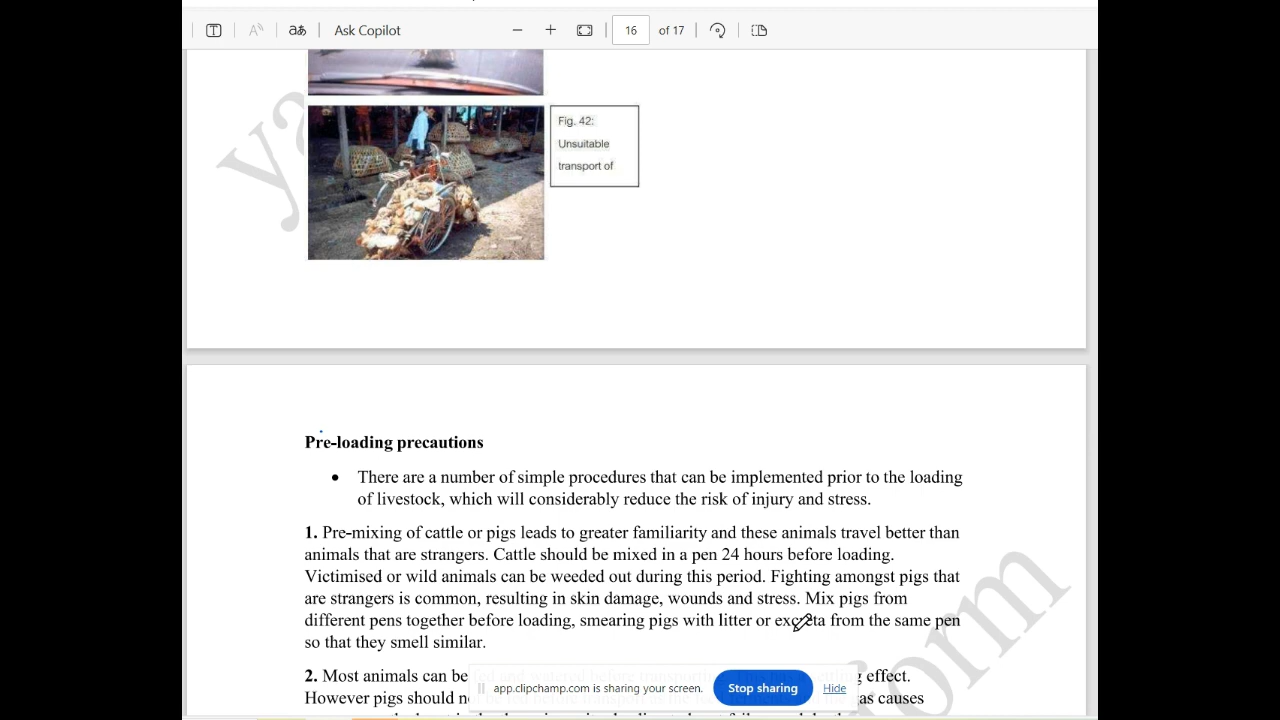 Ask Copilot
16 of 17
Fig. 42:
Unsuitable
transport of
Pre-loading precautions
• There are a number of simple procedures that can be implemented prior to the loading
of livestock, which will considerably reduce the risk of injury and stress.
1. Pre-mixing of cattle or pigs leads to greater familiarity and these animals travel better than
animals that are strangers. Cattle should be mixed in a pen 24 hours before loading.
Victimised or wild animals can be weeded out during this period. Fighting amongst pigs that
are strangers is common, resulting in skin damage, wounds and stress. Mix pigs from
different pens together before loading, smearing pigs with litter or excreta from the same pen
so that they smell similar.
2. Most animals can be effect.
However pigs should causes
app.clipchamp.com is sharing your screen. Stop sharing Hide
ya
form